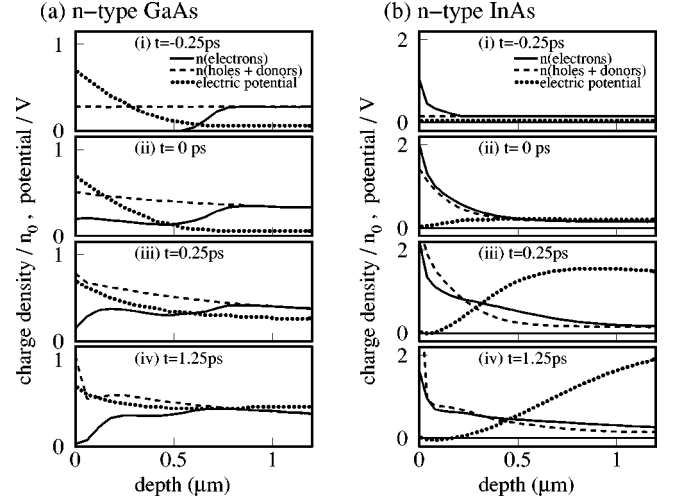 (a) n-type GaAs
(i) t=-0.25ps
n(electrons)
n(holes + donors)
electric potential
1
0
(ii) t= 0 ps
1
0
(iii) t=0.25ps
1
0
(iv) t=1.25ps
1
0
0
0.5
1
depth (μm)
charge density / n₀ , potential / V
(b) n-type InAs
(i) t=-0.25ps
n(electrons)
n(holes + donors)
electric potential
2
0
(ii) t= 0 ps
2
0
(iii) t=0.25ps
2
0
(iv) t=1.25ps
2
0
0
0.5
1
depth (μm)
charge density / n₀ , potential / V